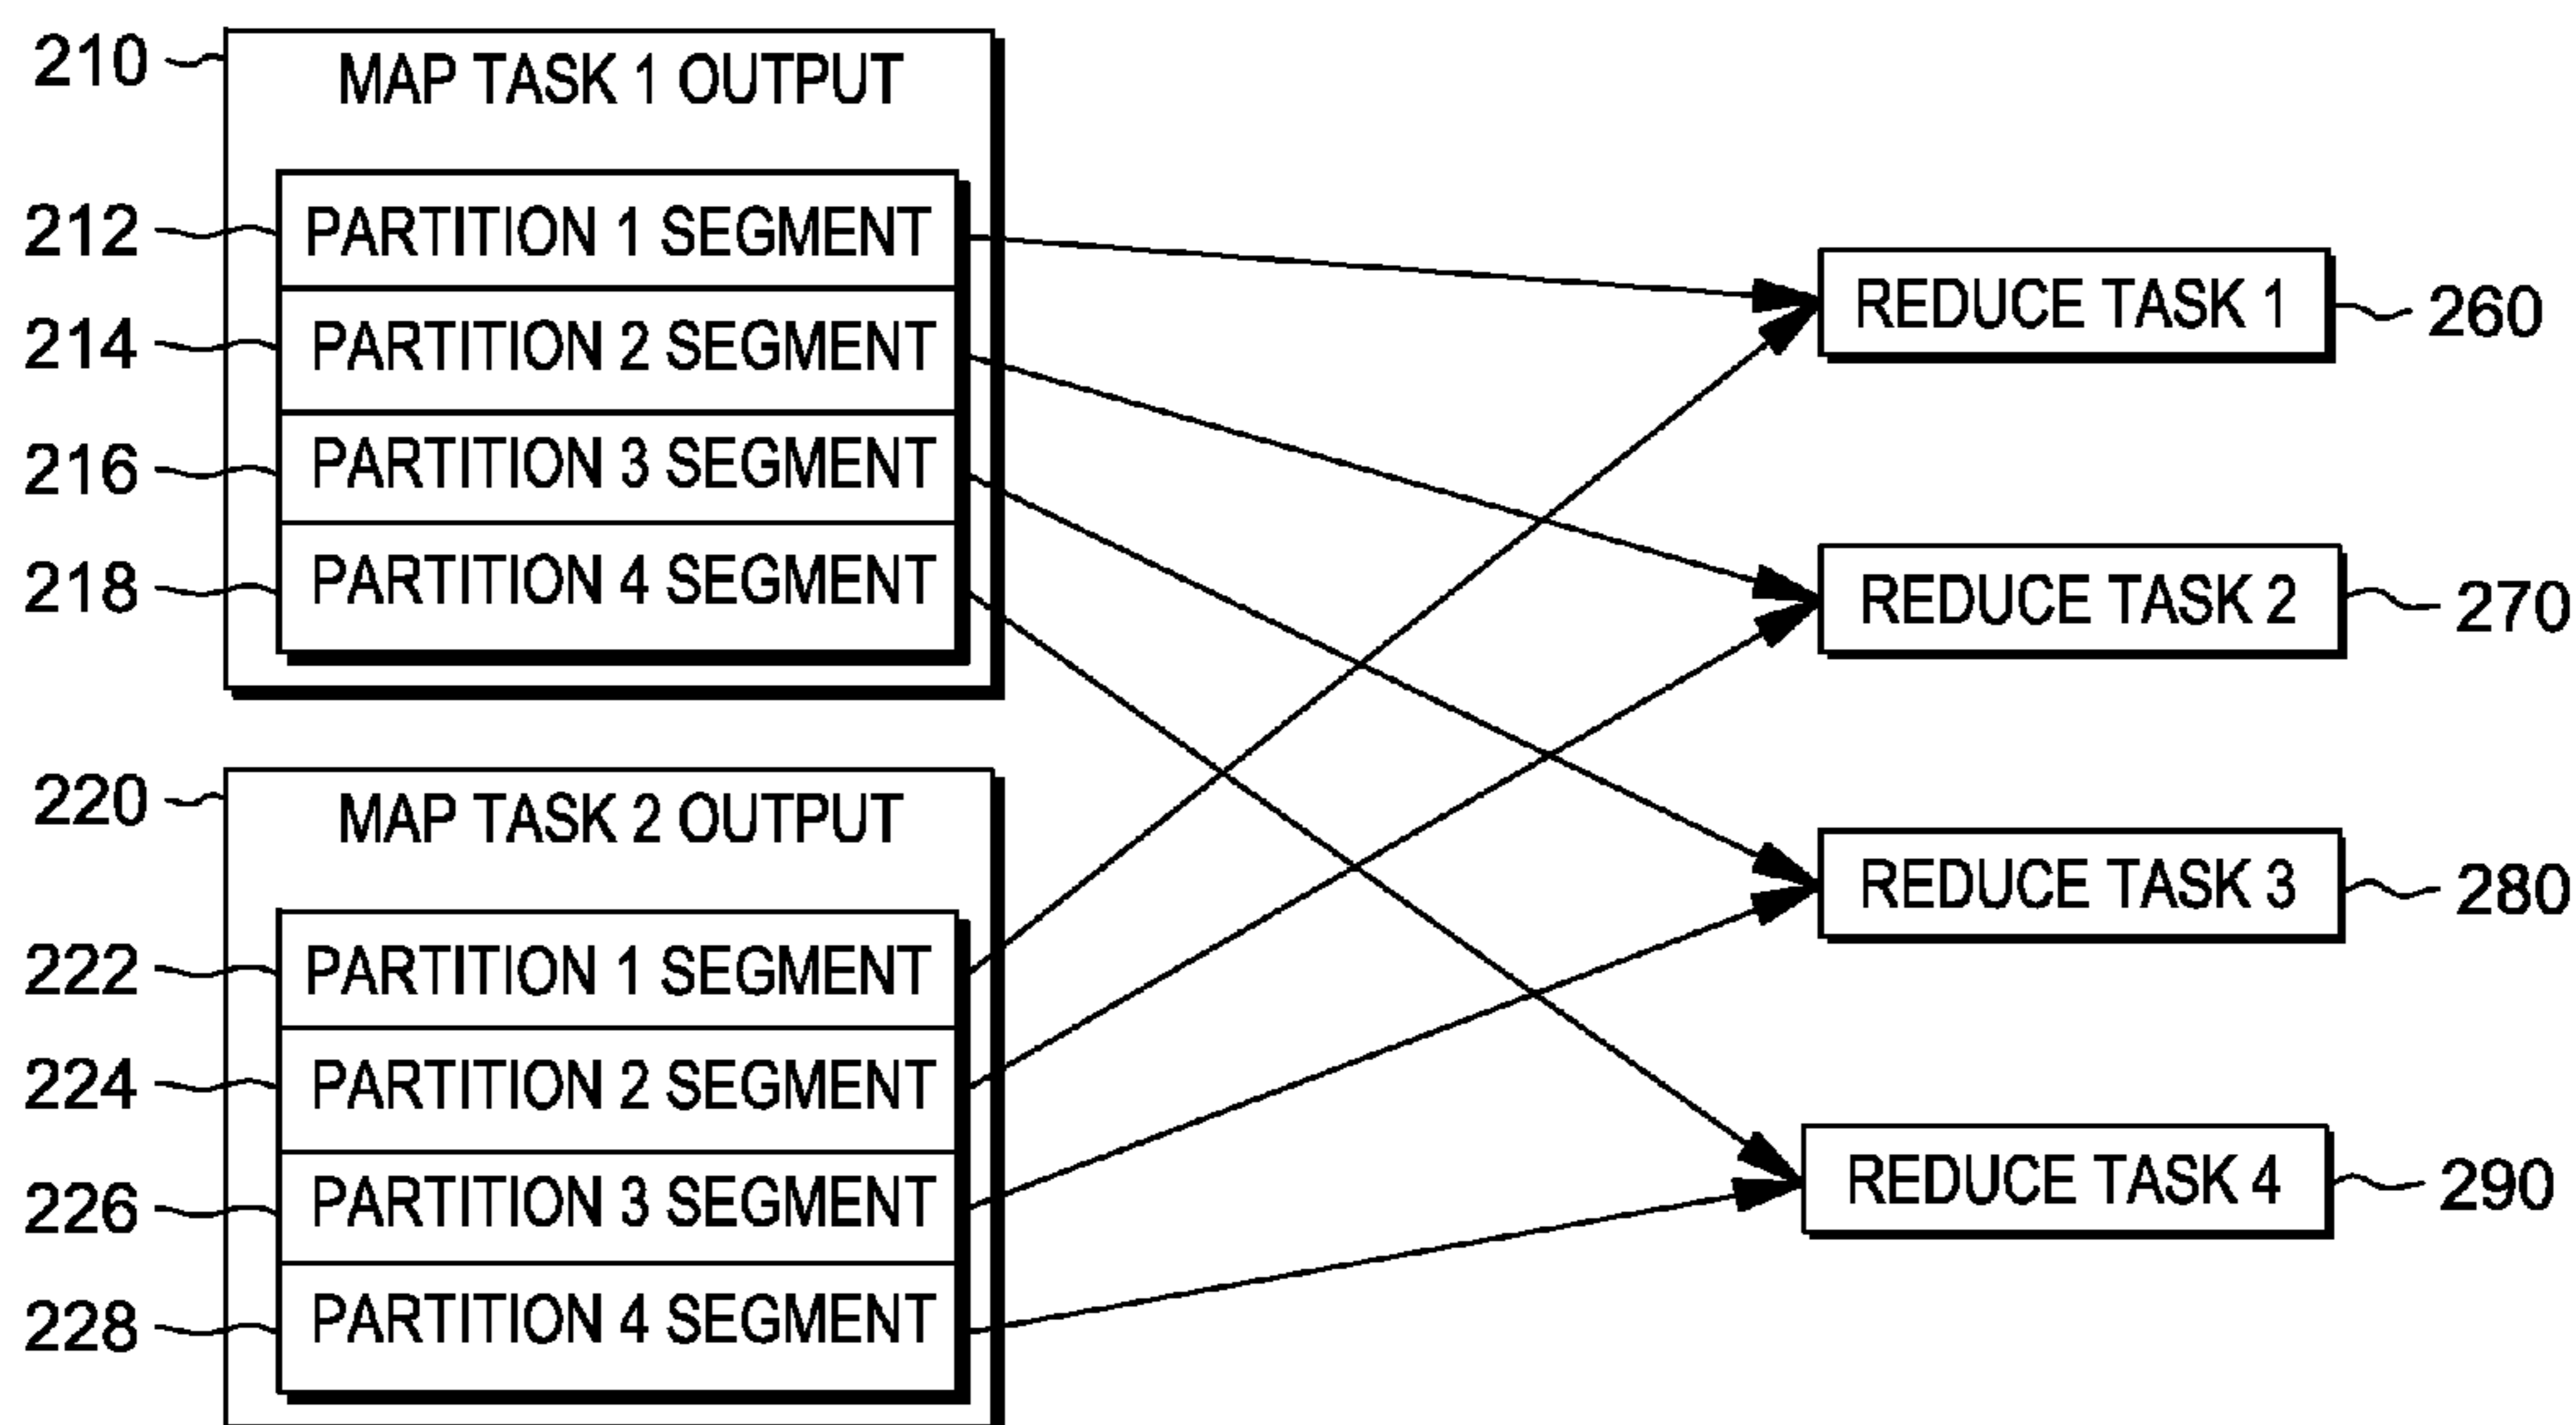 210
MAP TASK 1 OUTPUT
212
PARTITION 1 SEGMENT
214
PARTITION 2 SEGMENT
216
PARTITION 3 SEGMENT
218
PARTITION 4 SEGMENT
220
MAP TASK 2 OUTPUT
222
PARTITION 1 SEGMENT
224
PARTITION 2 SEGMENT
226
PARTITION 3 SEGMENT
228
PARTITION 4 SEGMENT
REDUCE TASK 1
260
REDUCE TASK 2
270
REDUCE TASK 3
280
REDUCE TASK 4
290